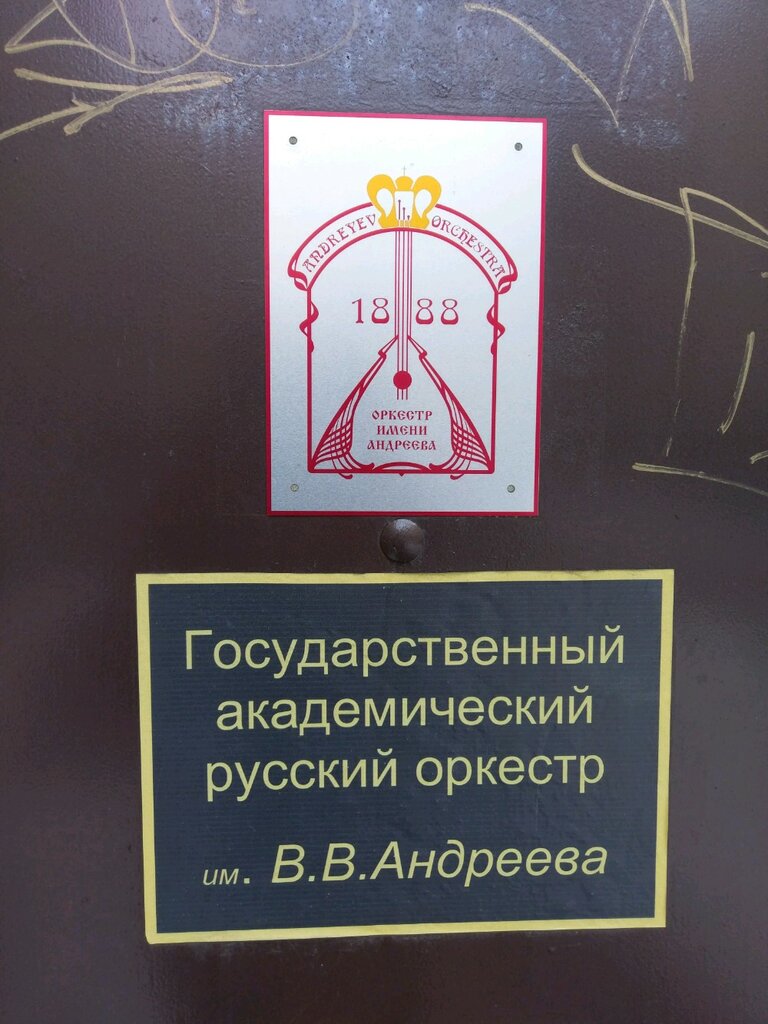 ANDREYEV ORCHESTRA
1888
ОРКЕСТР
ИМЕНИ
АНДРЕЕВА
Государственный
академический
русский оркестр
им. В.В.Андреева